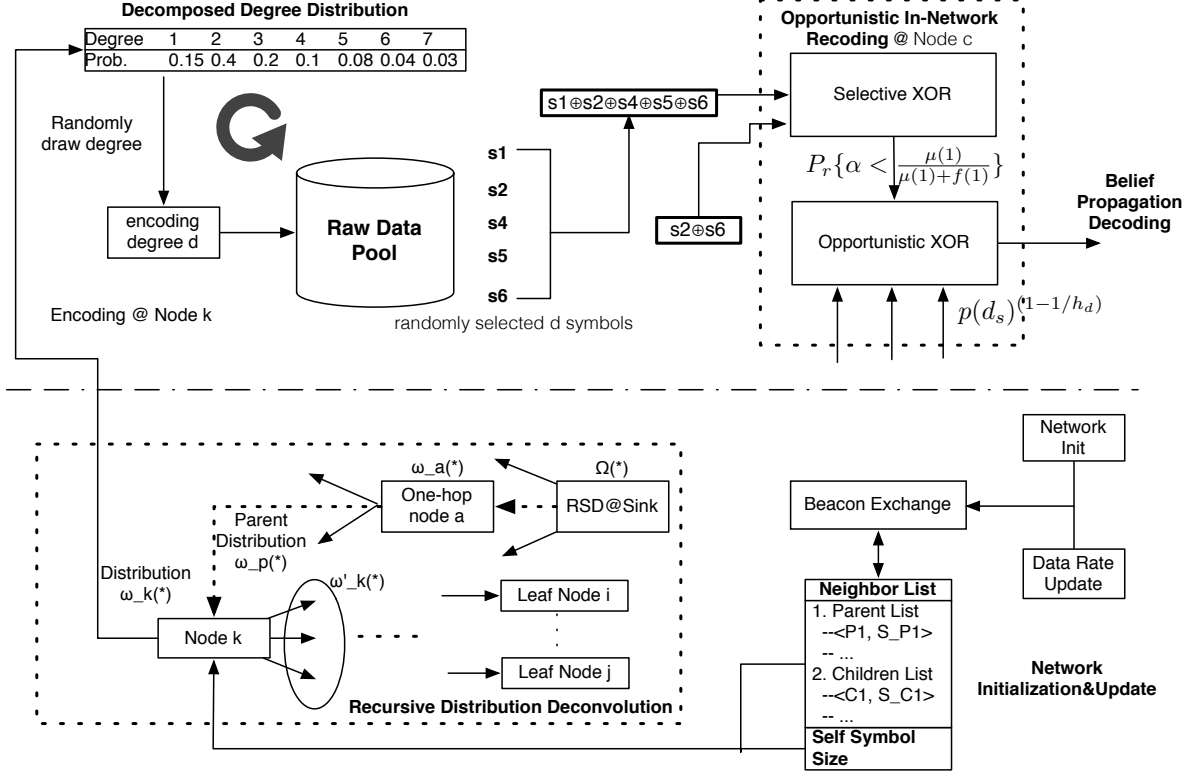 Decomposed Degree Distribution
Degree 1 2 3 4 5 6 7
Prob. 0.15 0.4 0.2 0.1 0.08 0.04 0.03
Randomly
draw degree
encoding
degree d
Raw Data
Pool
s1
s2
s4
s5
s6
randomly selected d symbols
Encoding @ Node k
s1⊕s2⊕s4⊕s5⊕s6
s2⊕s6
Opportunistic In-Network
Recoding @ Node c
Selective XOR
P_r{α < μ(1)/(μ(1)+f(1))}
Opportunistic XOR
p(d_s)^(1−1/h_d)
Belief
Propagation
Decoding
ω_a(*)
One-hop
node a
Ω(*)
RSD@Sink
Parent
Distribution
ω_p(*)
Distribution
ω_k(*)
ω'_k(*)
Node k
Leaf Node i
Leaf Node j
Recursive Distribution Deconvolution
Network
Init
Beacon Exchange
Data Rate
Update
Neighbor List
1. Parent List
--<P1, S_P1>
-- ...
2. Children List
--<C1, S_C1>
-- ...
Self Symbol
Size
Network
Initialization&Update